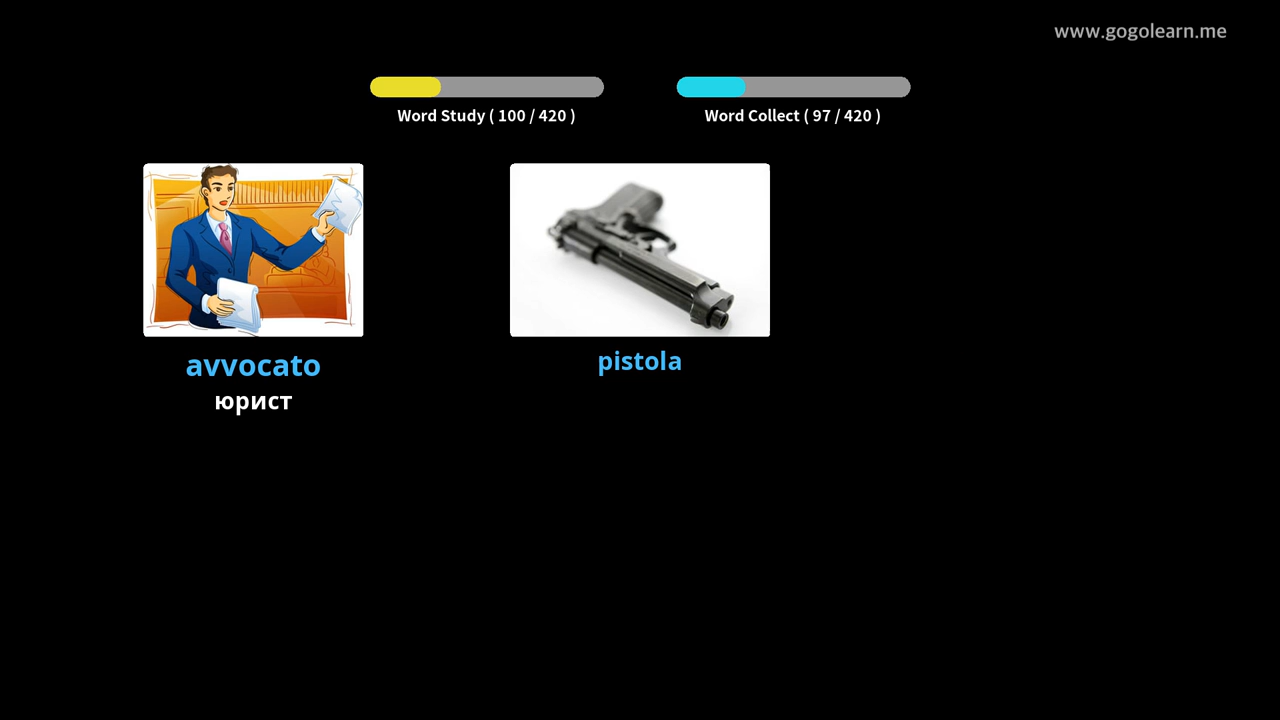 www.gogolearn.me
Word Study ( 100 / 420 )
Word Collect ( 97 / 420 )
avvocato
юрист
pistola